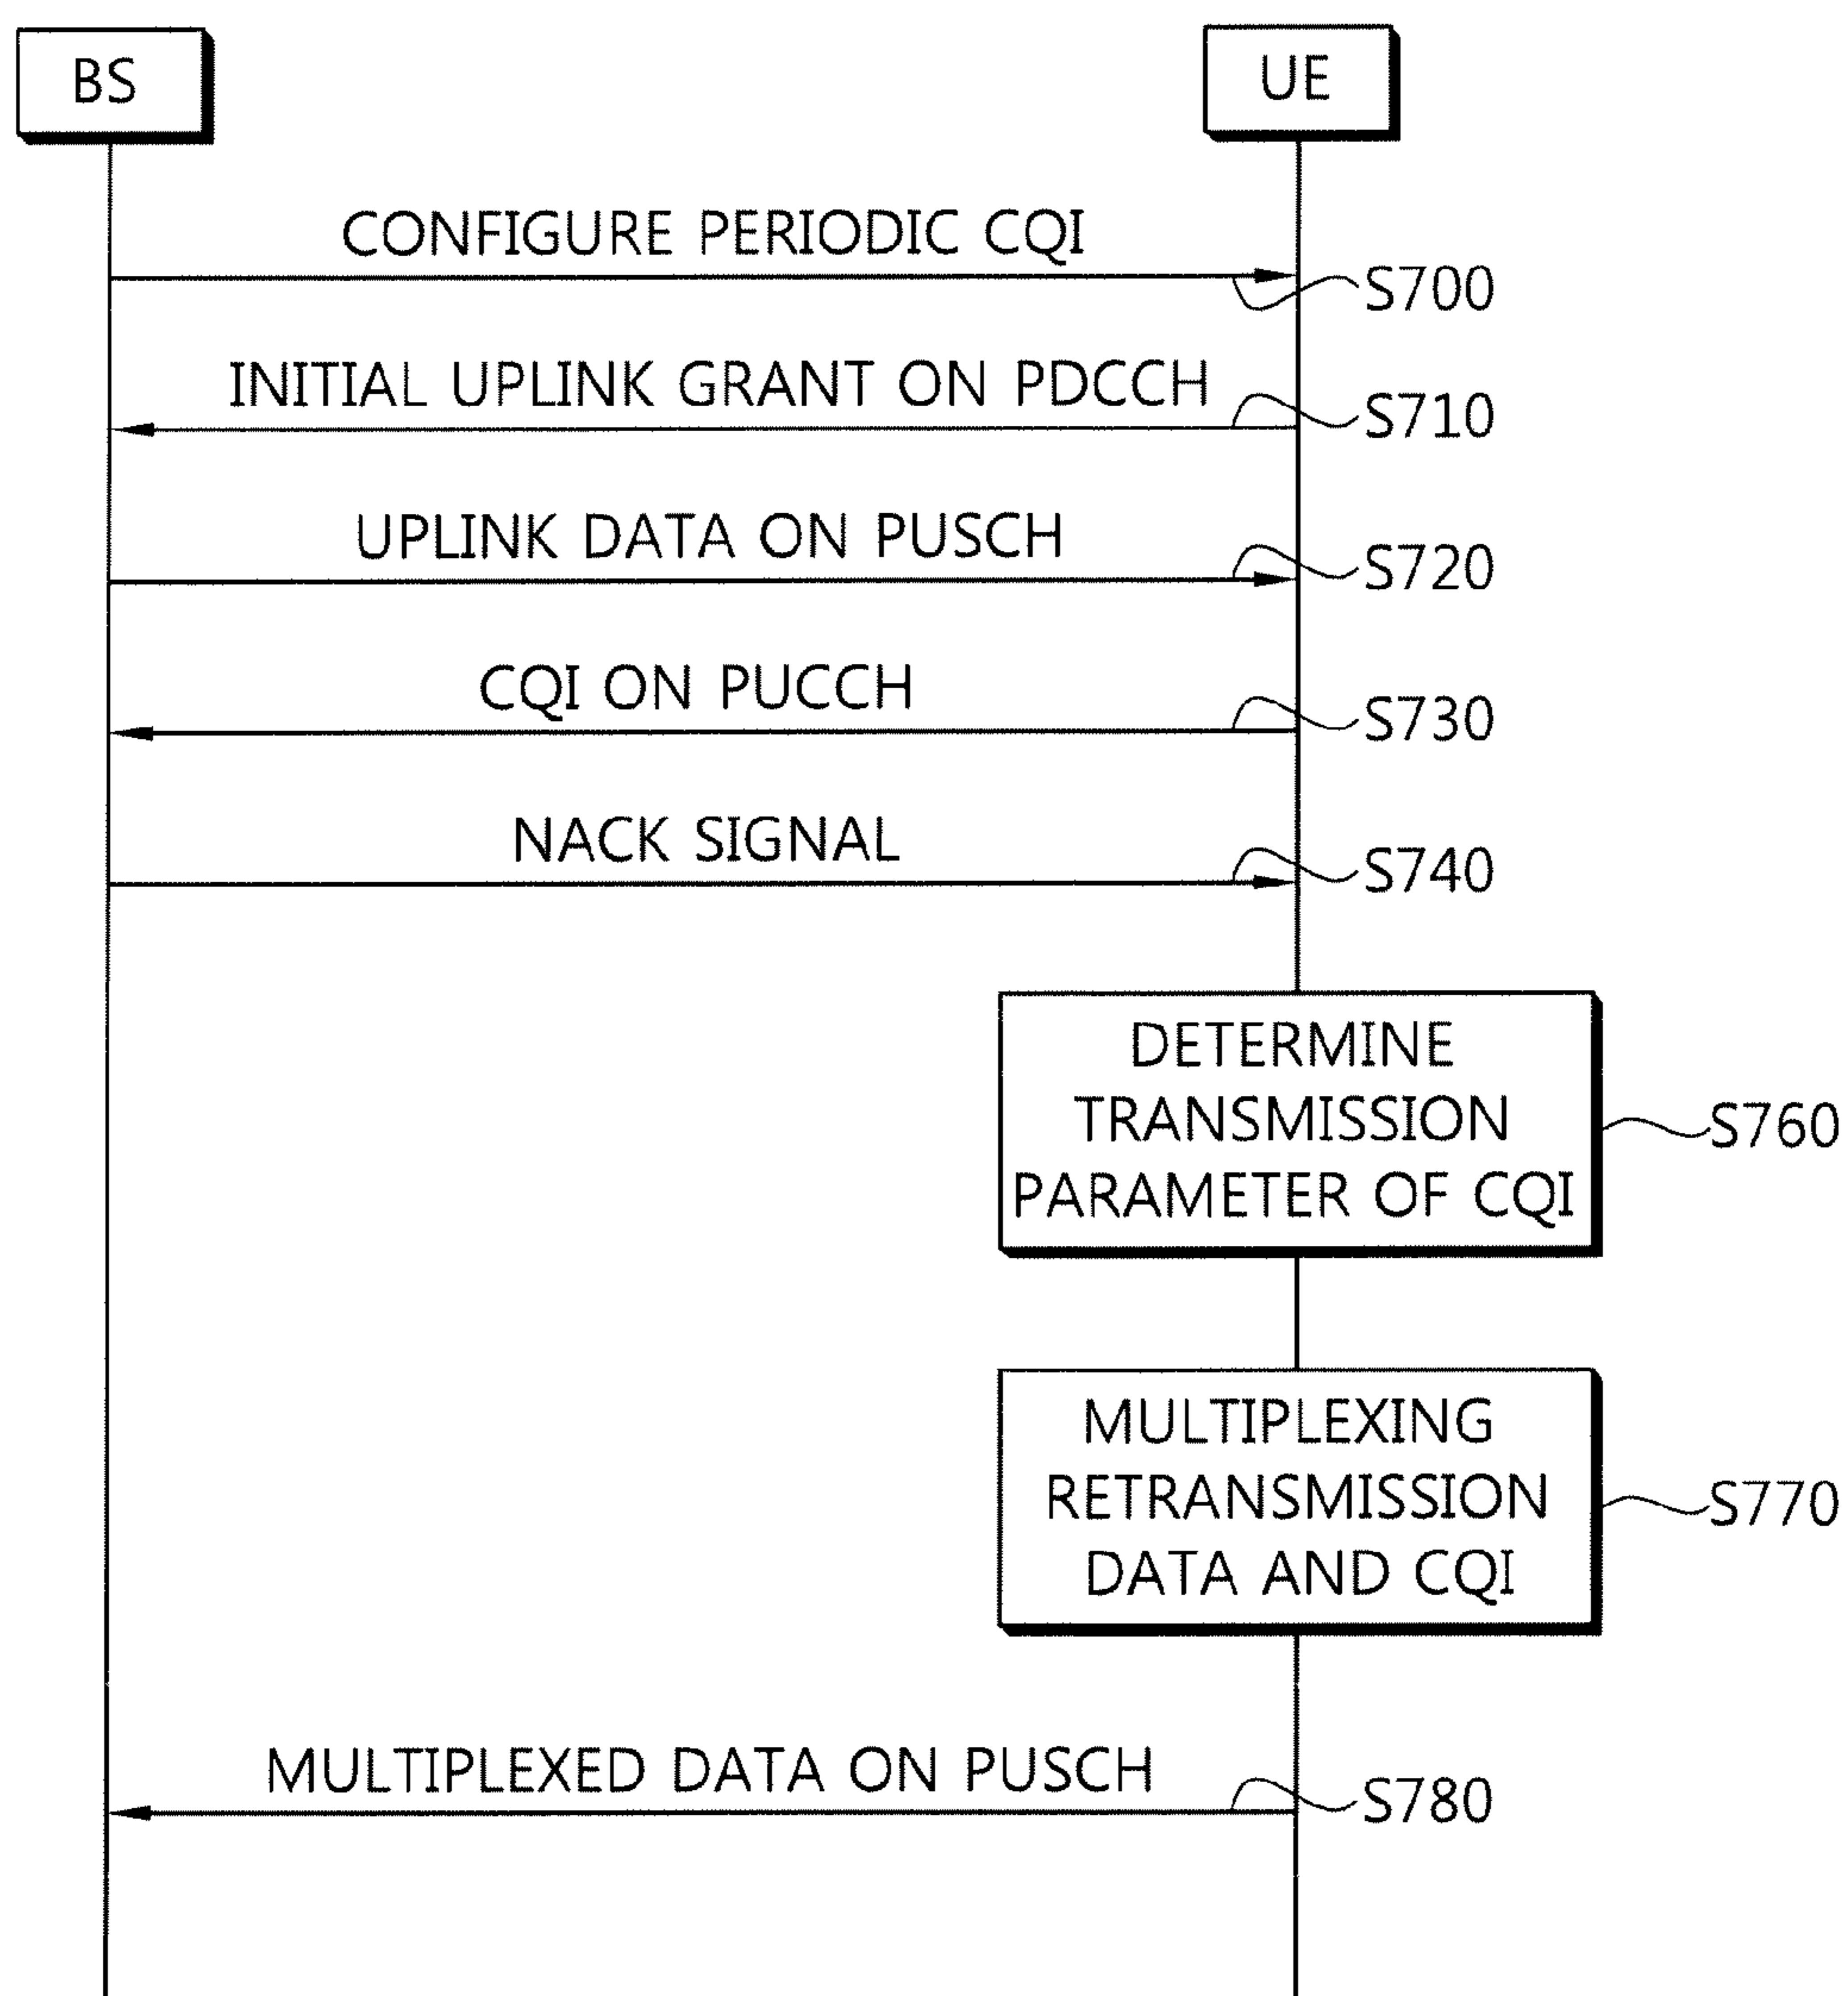 BS
UE
CONFIGURE PERIODIC CQI
S700
INITIAL UPLINK GRANT ON PDCCH
S710
UPLINK DATA ON PUSCH
S720
CQI ON PUCCH
S730
NACK SIGNAL
S740
DETERMINE
TRANSMISSION
PARAMETER OF CQI
S760
MULTIPLEXING
RETRANSMISSION
DATA AND CQI
S770
MULTIPLEXED DATA ON PUSCH
S780